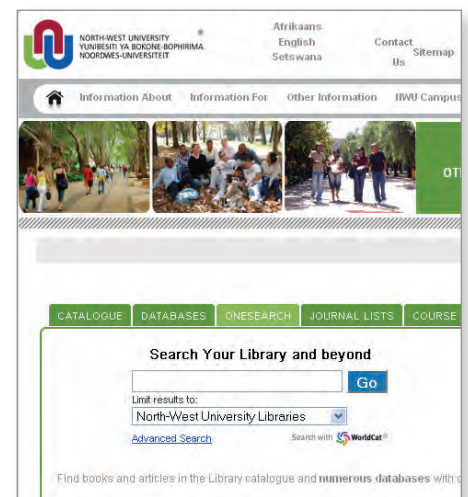 NORTH-WEST UNIVERSITY ®
YUNIBESITI YA BOKONE-BOPHIRIMA
NOORDWES-UNIVERSITEIT
Afrikaans
English
Setswana
Contact Us
Sitemap
Information About Information For Other Information NWU Campus
OT
CATALOGUE DATABASES ONESEARCH JOURNAL LISTS COURSE
Search Your Library and beyond
Go
Limit results to:
North-West University Libraries
Advanced Search Search with WorldCat®
Find books and articles in the Library catalogue and numerous databases with